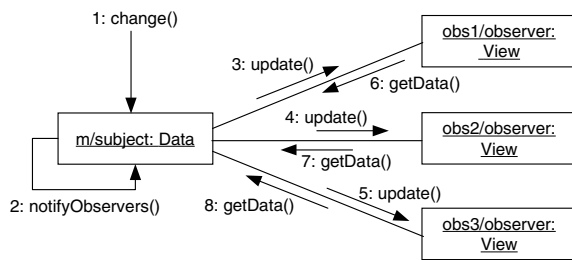 1: change()
obs1/observer:
View
3: update()
6: getData()
m/subject: Data
4: update()
obs2/observer:
View
7: getData()
2: notifyObservers()
8: getData()
5: update()
obs3/observer:
View